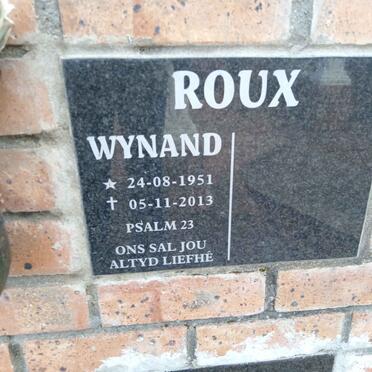 ROUX
WYNAND
★ 24-08-1951
✝ 05-11-2013
PSALM 23
ONS SAL JOU
ALTYD LIEFHÊ